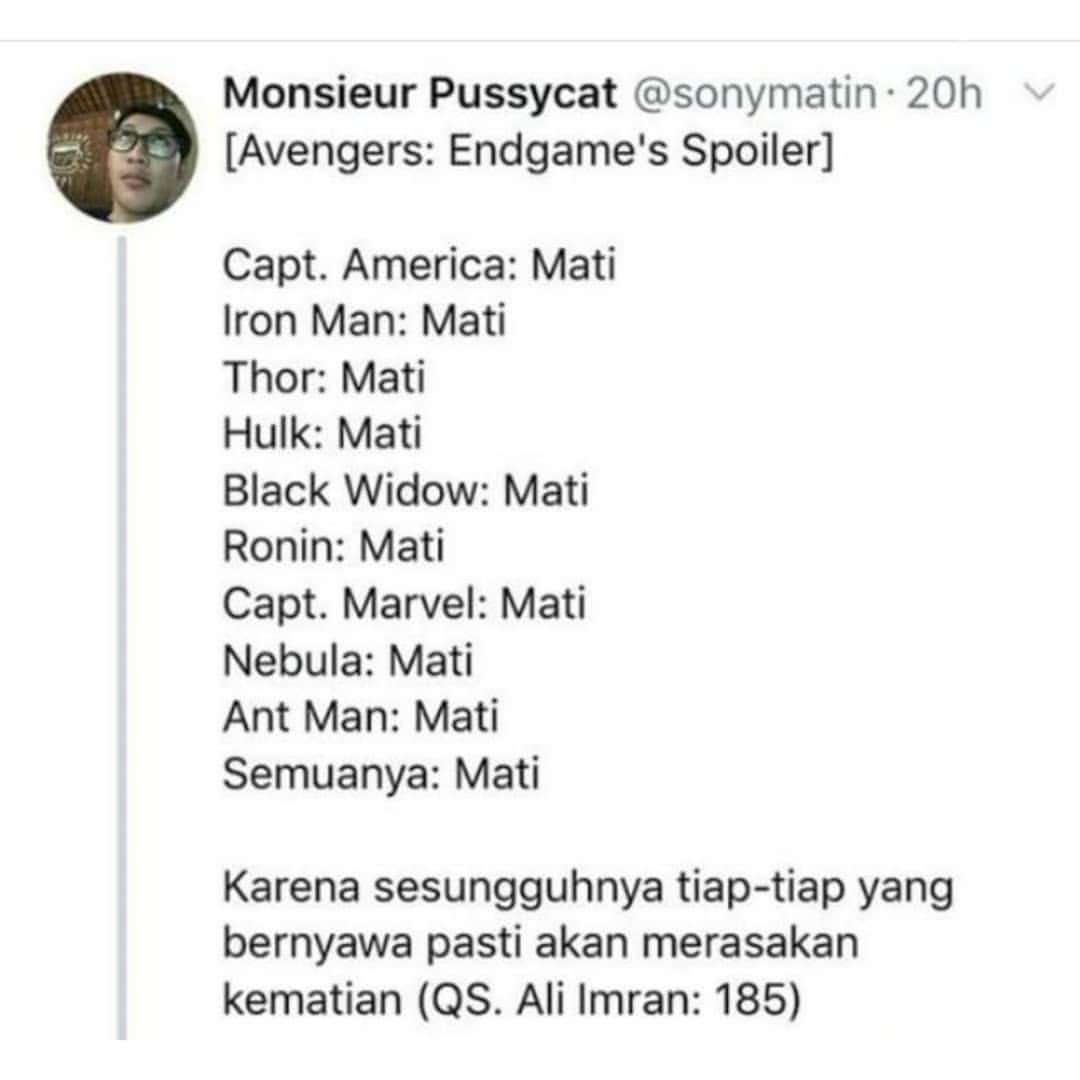 Monsieur Pussycat @sonymatin · 20h
[Avengers: Endgame's Spoiler]
Capt. America: Mati
Iron Man: Mati
Thor: Mati
Hulk: Mati
Black Widow: Mati
Ronin: Mati
Capt. Marvel: Mati
Nebula: Mati
Ant Man: Mati
Semuanya: Mati
Karena sesungguhnya tiap-tiap yang
bernyawa pasti akan merasakan
kematian (QS. Ali Imran: 185)